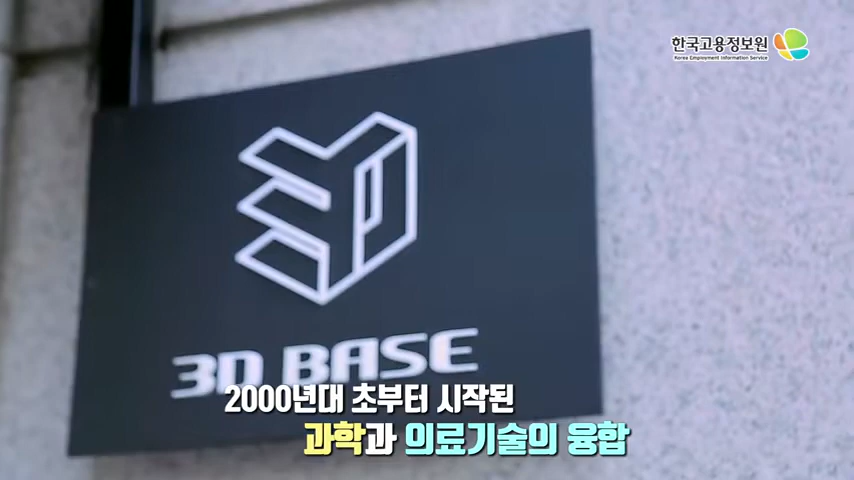 한국고용정보원
Korea Employment Information Service
3D BASE
2000년대 초부터 시작된
과학과 의료기술의 융합